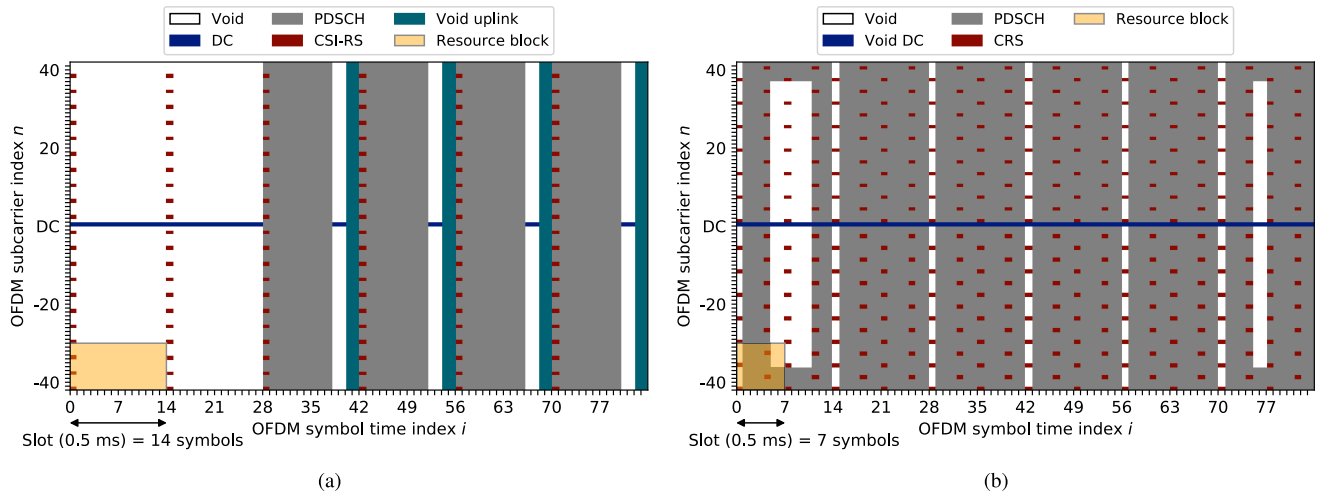 Void PDSCH Void uplink
DC CSI-RS Resource block
OFDM subcarrier index n
40
20
DC
-20
-40
0 7 14 21 28 35 42 49 56 63 70 77
OFDM symbol time index i
Slot (0.5 ms) = 14 symbols
(a)
Void PDSCH Resource block
Void DC CRS
OFDM subcarrier index n
40
20
DC
-20
-40
0 7 14 21 28 35 42 49 56 63 70 77
OFDM symbol time index i
Slot (0.5 ms) = 7 symbols
(b)